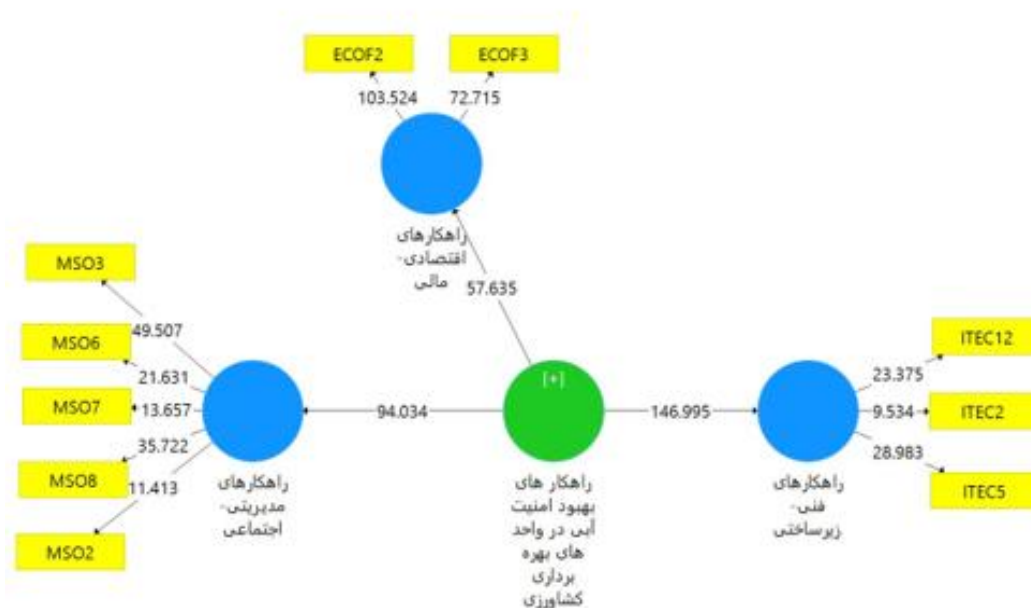 ECOF2
ECOF3
103.524
72.715
راهکارهای
اقتصادی-
مالی
57.635
MSO3
MSO6
MSO7
MSO8
MSO2
49.507
21.631
13.657
35.722
11.413
راهکارهای
مدیریتی-
اجتماعی
94.034
[+]
راهکار های
بهبود امنیت
آبی در واحد
های بهره
برداری
کشاورزی
146.995
راهکارهای
فنی-
زیرساختی
23.375
9.534
28.983
ITEC12
ITEC2
ITEC5